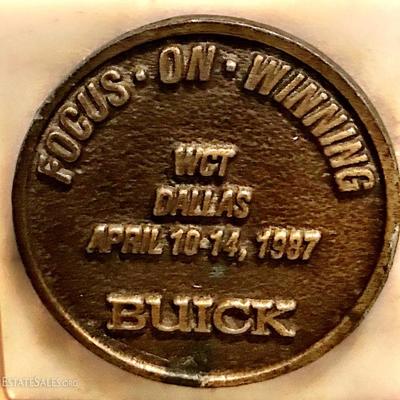 FOCUS · ON · WINNING
WCT
DALLAS
APRIL 10-14, 1987
BUICK
ESTATESALES.ORG